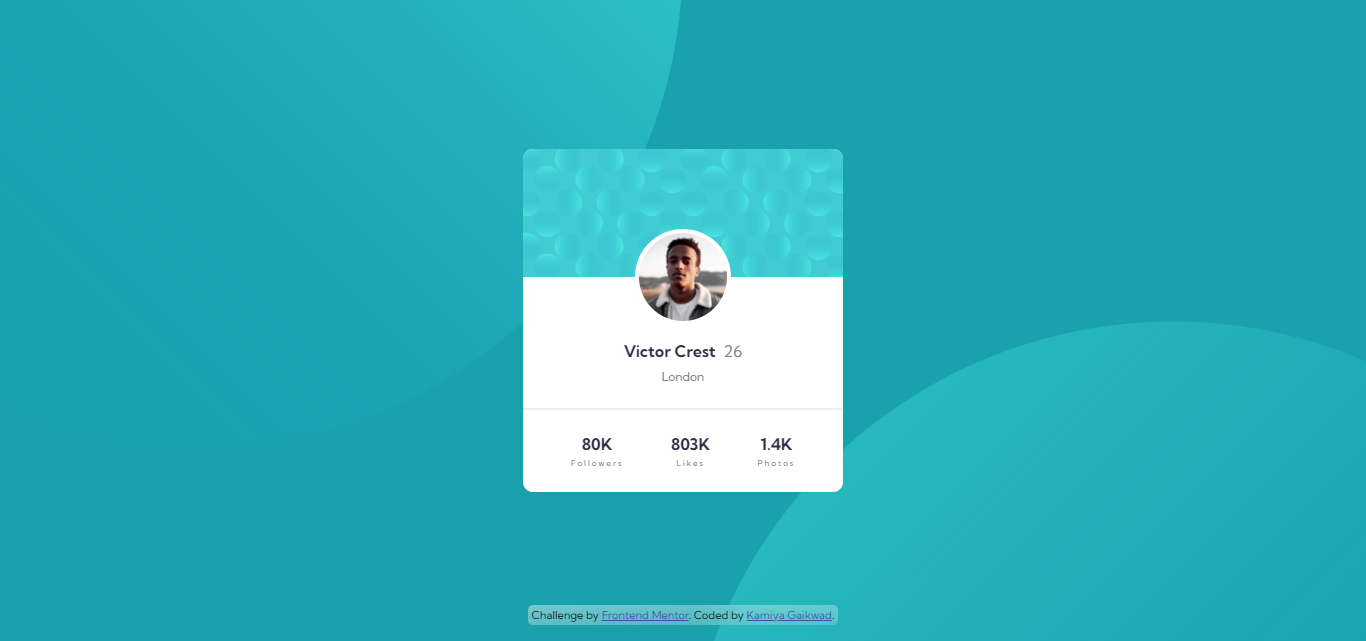 Victor Crest 26
London
80K 803K 1.4K
Followers Likes Photos
Challenge by Frontend Mentor. Coded by Kamiya Gaikwad.